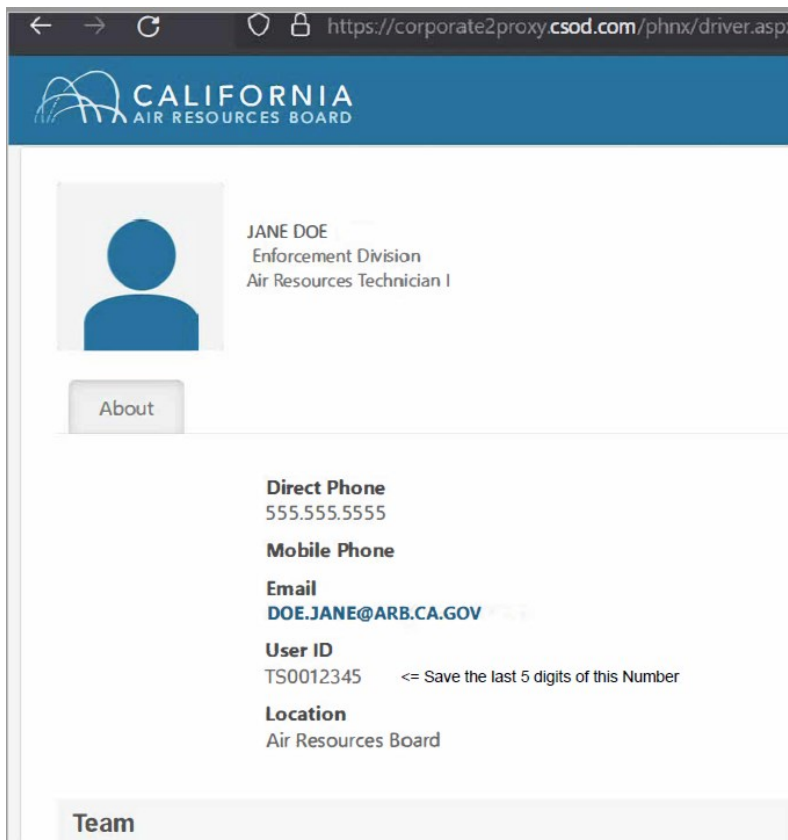 https://corporate2proxy.csod.com/phnx/driver.asp
CALIFORNIA
AIR RESOURCES BOARD
JANE DOE
Enforcement Division
Air Resources Technician I
About
Direct Phone
555.555.5555
Mobile Phone
Email
DOE.JANE@ARB.CA.GOV
User ID
TS0012345 <= Save the last 5 digits of this Number
Location
Air Resources Board
Team